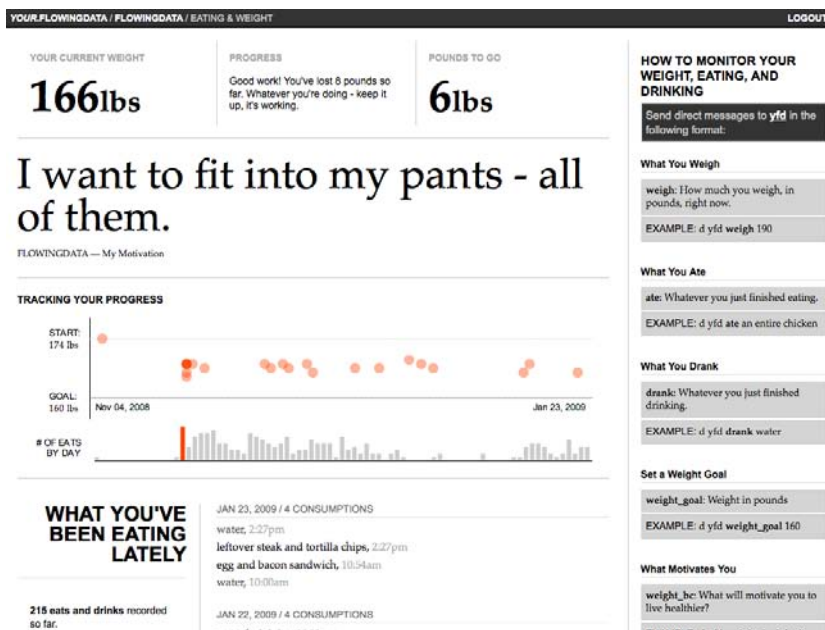 YOUR.FLOWINGDATA / FLOWINGDATA / EATING & WEIGHT
LOGOUT
YOUR CURRENT WEIGHT
166lbs
PROGRESS
Good work! You've lost 8 pounds so
far. Whatever you're doing - keep it
up, it's working.
POUNDS TO GO
6lbs
I want to fit into my pants - all
of them.
FLOWINGDATA — My Motivation
TRACKING YOUR PROGRESS
START:
174 lbs
GOAL:
160 lbs
Nov 04, 2008
Jan 23, 2009
# OF EATS
BY DAY
WHAT YOU'VE
BEEN EATING
LATELY
215 eats and drinks recorded
so far.
JAN 23, 2009 / 4 CONSUMPTIONS
water, 2:27pm
leftover steak and tortilla chips, 2:27pm
egg and bacon sandwich, 10:54am
water, 10:00am
JAN 22, 2009 / 4 CONSUMPTIONS
HOW TO MONITOR YOUR
WEIGHT, EATING, AND
DRINKING
Send direct messages to yfd in the
following format:
What You Weigh
weigh: How much you weigh, in
pounds, right now.
EXAMPLE: d yfd weigh 190
What You Ate
ate: Whatever you just finished eating.
EXAMPLE: d yfd ate an entire chicken
What You Drank
drank: Whatever you just finished
drinking.
EXAMPLE: d yfd drank water
Set a Weight Goal
weight_goal: Weight in pounds
EXAMPLE: d yfd weight_goal 160
What Motivates You
weight_bc: What will motivate you to
live healthier?